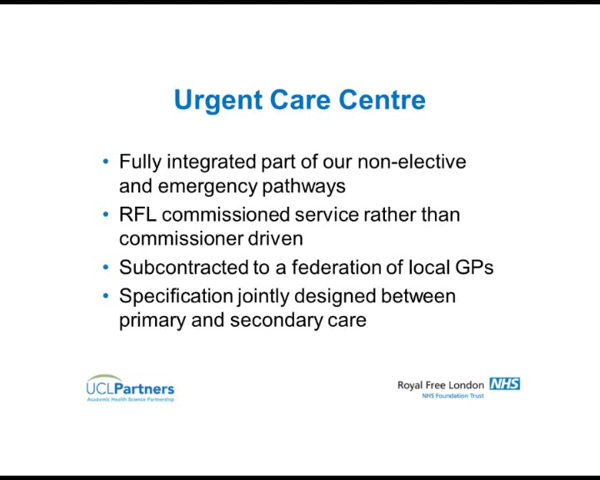 Urgent Care Centre
• Fully integrated part of our non-elective
and emergency pathways
• RFL commissioned service rather than
commissioner driven
• Subcontracted to a federation of local GPs
• Specification jointly designed between
primary and secondary care
UCLPartners
Academic Health Science Partnership
Royal Free London NHS
NHS Foundation Trust